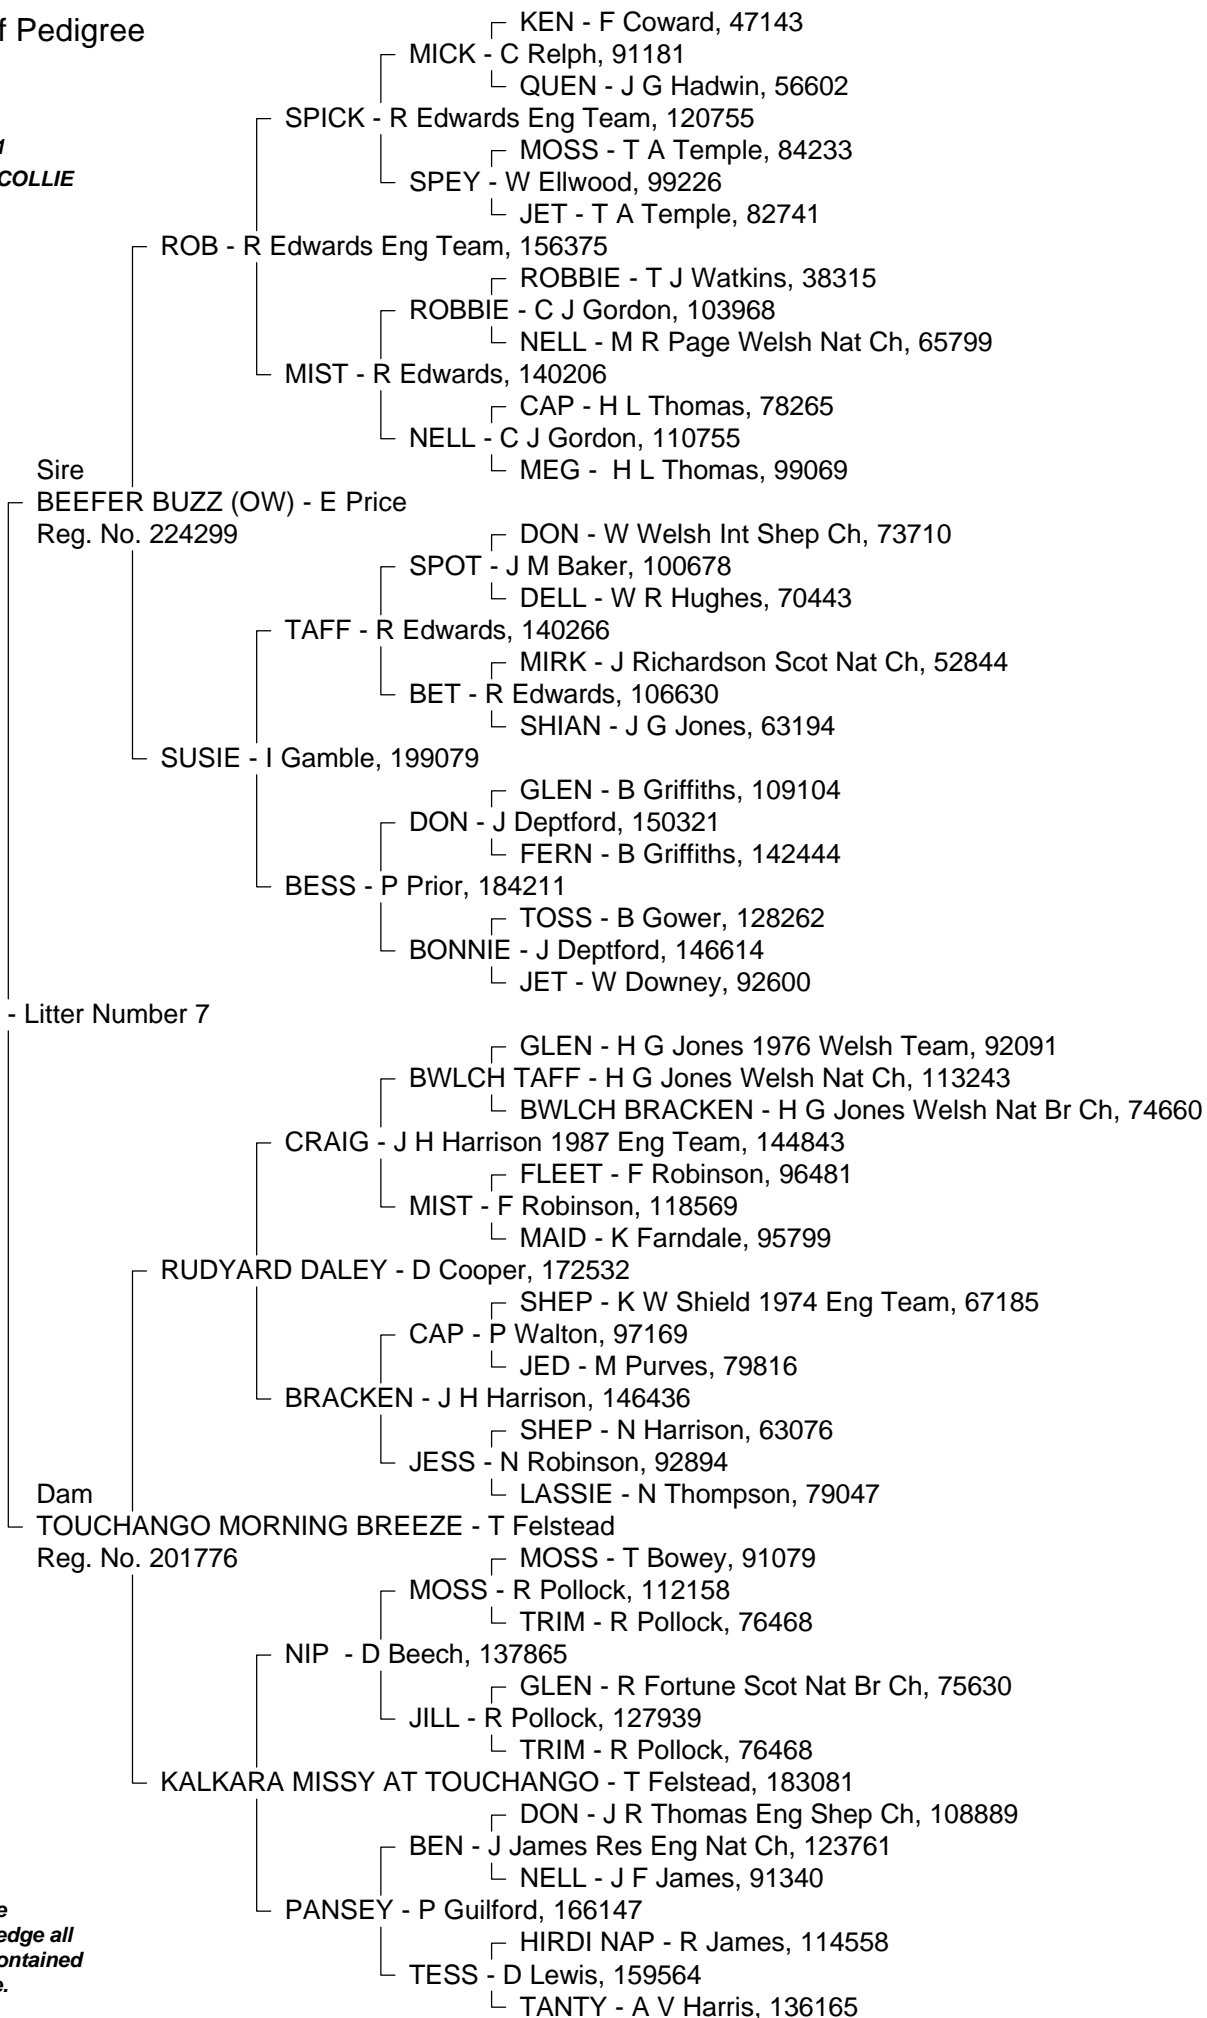 f Pedigree
KEN - F Coward, 47143
MICK - C Relph, 91181
QUEN - J G Hadwin, 56602
SPICK - R Edwards Eng Team, 120755
MOSS - T A Temple, 84233
COLLIE
SPEY - W Ellwood, 99226
JET - T A Temple, 82741
ROB - R Edwards Eng Team, 156375
ROBBIE - T J Watkins, 38315
ROBBIE - C J Gordon, 103968
NELL - M R Page Welsh Nat Ch, 65799
MIST - R Edwards, 140206
CAP - H L Thomas, 78265
NELL - C J Gordon, 110755
Sire
MEG - H L Thomas, 99069
BEEFER BUZZ (OW) - E Price
Reg. No. 224299
DON - W Welsh Int Shep Ch, 73710
SPOT - J M Baker, 100678
DELL - W R Hughes, 70443
TAFF - R Edwards, 140266
MIRK - J Richardson Scot Nat Ch, 52844
BET - R Edwards, 106630
SHIAN - J G Jones, 63194
SUSIE - I Gamble, 199079
GLEN - B Griffiths, 109104
DON - J Deptford, 150321
FERN - B Griffiths, 142444
BESS - P Prior, 184211
TOSS - B Gower, 128262
BONNIE - J Deptford, 146614
JET - W Downey, 92600
- Litter Number 7
GLEN - H G Jones 1976 Welsh Team, 92091
BWLCH TAFF - H G Jones Welsh Nat Ch, 113243
BWLCH BRACKEN - H G Jones Welsh Nat Br Ch, 74660
CRAIG - J H Harrison 1987 Eng Team, 144843
FLEET - F Robinson, 96481
MIST - F Robinson, 118569
MAID - K Farndale, 95799
RUDYARD DALEY - D Cooper, 172532
SHEP - K W Shield 1974 Eng Team, 67185
CAP - P Walton, 97169
JED - M Purves, 79816
BRACKEN - J H Harrison, 146436
SHEP - N Harrison, 63076
JESS - N Robinson, 92894
Dam
LASSIE - N Thompson, 79047
TOUCHANGO MORNING BREEZE - T Felstead
Reg. No. 201776
MOSS - T Bowey, 91079
MOSS - R Pollock, 112158
TRIM - R Pollock, 76468
NIP - D Beech, 137865
GLEN - R Fortune Scot Nat Br Ch, 75630
JILL - R Pollock, 127939
TRIM - R Pollock, 76468
KALKARA MISSY AT TOUCHANGO - T Felstead, 183081
DON - J R Thomas Eng Shep Ch, 108889
BEN - J James Res Eng Nat Ch, 123761
NELL - J F James, 91340
PANSEY - P Guilford, 166147
edge all
HIRDI NAP - R James, 114558
ontained
TESS - D Lewis, 159564
TANTY - A V Harris, 136165